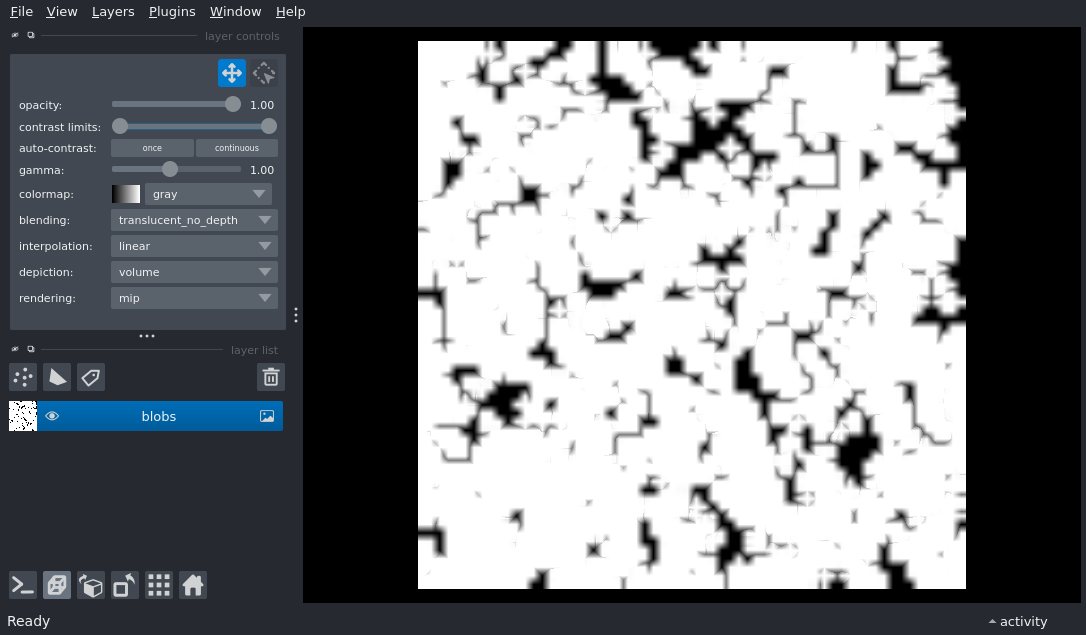 File View Layers Plugins Window Help
layer controls
opacity: 1.00
contrast limits:
auto-contrast: once continuous
gamma: 1.00
colormap: gray
blending: translucent_no_depth
interpolation: linear
depiction: volume
rendering: mip
layer list
blobs
Ready activity